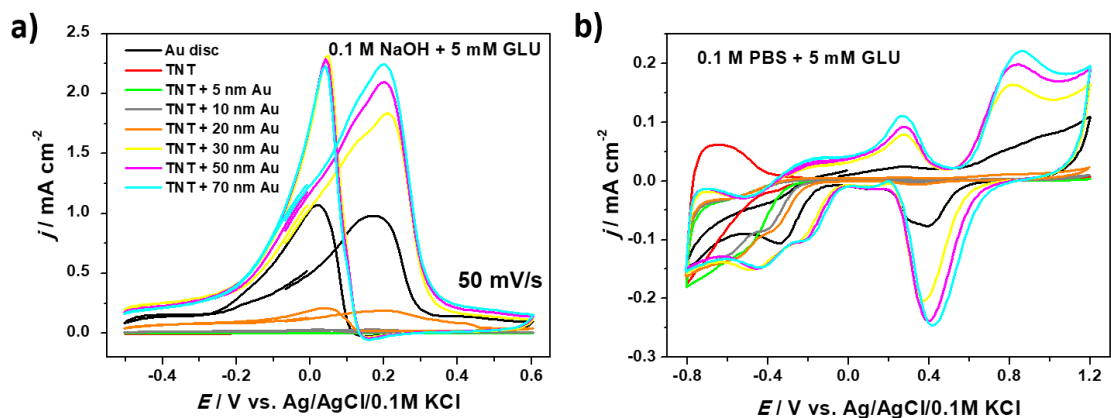 a)
0.1 M NaOH + 5 mM GLU
Au disc
TNT
TNT + 5 nm Au
TNT + 10 nm Au
TNT + 20 nm Au
TNT + 30 nm Au
TNT + 50 nm Au
TNT + 70 nm Au
50 mV/s
2.5
2.0
1.5
1.0
0.5
0.0
j / mA cm-2
-0.4
-0.2
0.0
0.2
0.4
0.6
E / V vs. Ag/AgCl/0.1M KCl
b)
0.1 M PBS + 5 mM GLU
0.3
0.2
0.1
0.0
-0.1
-0.2
-0.3
j / mA cm-2
-0.8
-0.4
0.0
0.4
0.8
1.2
E / V vs. Ag/AgCl/0.1M KCl